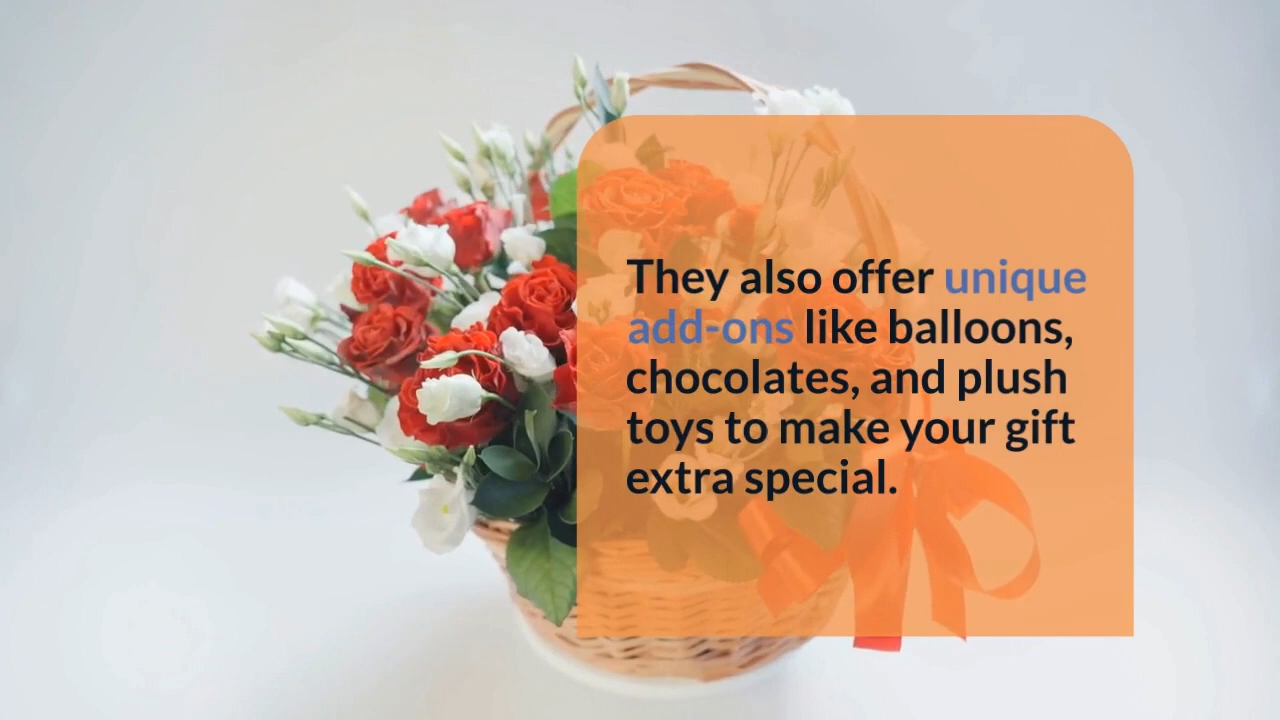 They also offer unique
add-ons like balloons,
chocolates, and plush
toys to make your gift
extra special.